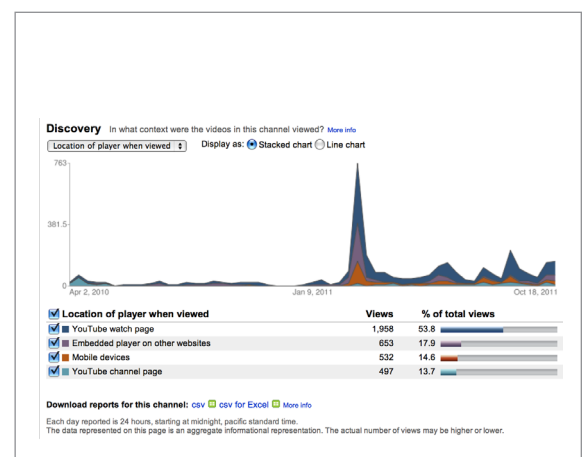 Discovery In what context were the videos in this channel viewed? More info
Location of player when viewed Display as: Stacked chart Line chart
763
381.5
0
Apr 2, 2010 Jan 9, 2011 Oct 18, 2011
Location of player when viewed Views % of total views
YouTube watch page 1,958 53.8
Embedded player on other websites 653 17.9
Mobile devices 532 14.6
YouTube channel page 497 13.7
Download reports for this channel: csv csv for Excel More info
Each day reported is 24 hours, starting at midnight, pacific standard time.
The data represented on this page is an aggregate informational representation. The actual number of views may be higher or lower.